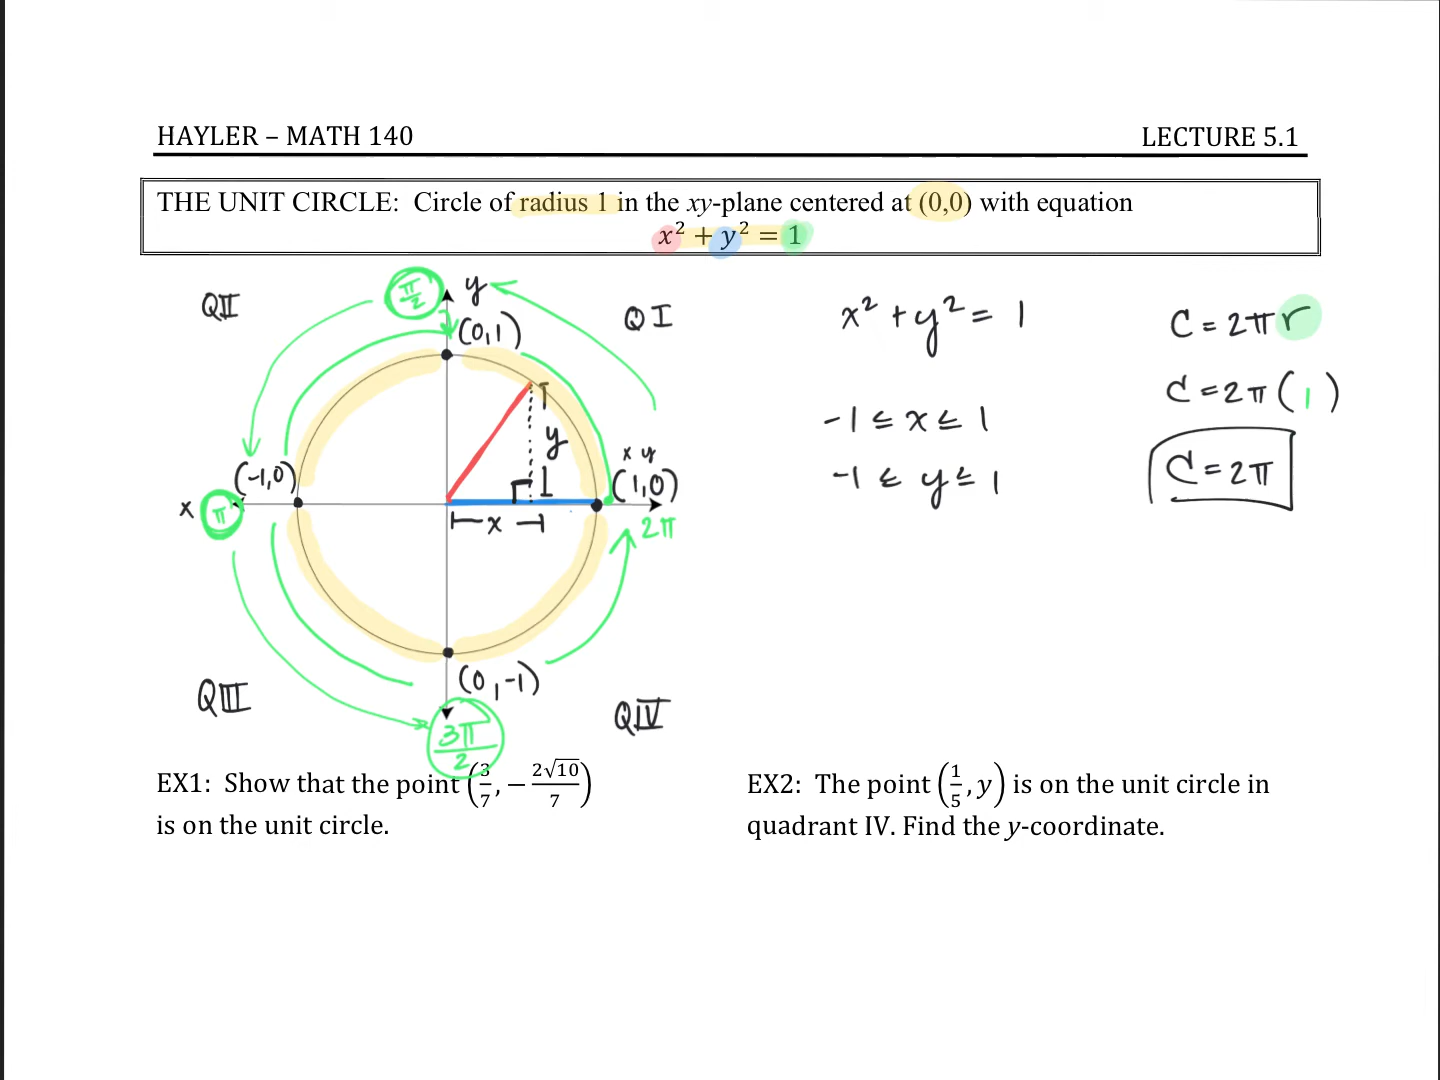 HAYLER – MATH 140 LECTURE 5.1
THE UNIT CIRCLE: Circle of radius 1 in the xy-plane centered at (0,0) with equation
x² + y² = 1
QII
π/2
y
(0,1)
QI
y
1
x y
(-1,0)
(1,0)
x
π
x
2π
(0,-1)
QIII
QIV
3π/2
x² + y² = 1
-1 ≤ x ≤ 1
-1 ≤ y ≤ 1
C = 2πr
C = 2π(1)
C = 2π
EX1: Show that the point (3/7, −2√10/7)
is on the unit circle.
EX2: The point (1/5, y) is on the unit circle in
quadrant IV. Find the y-coordinate.